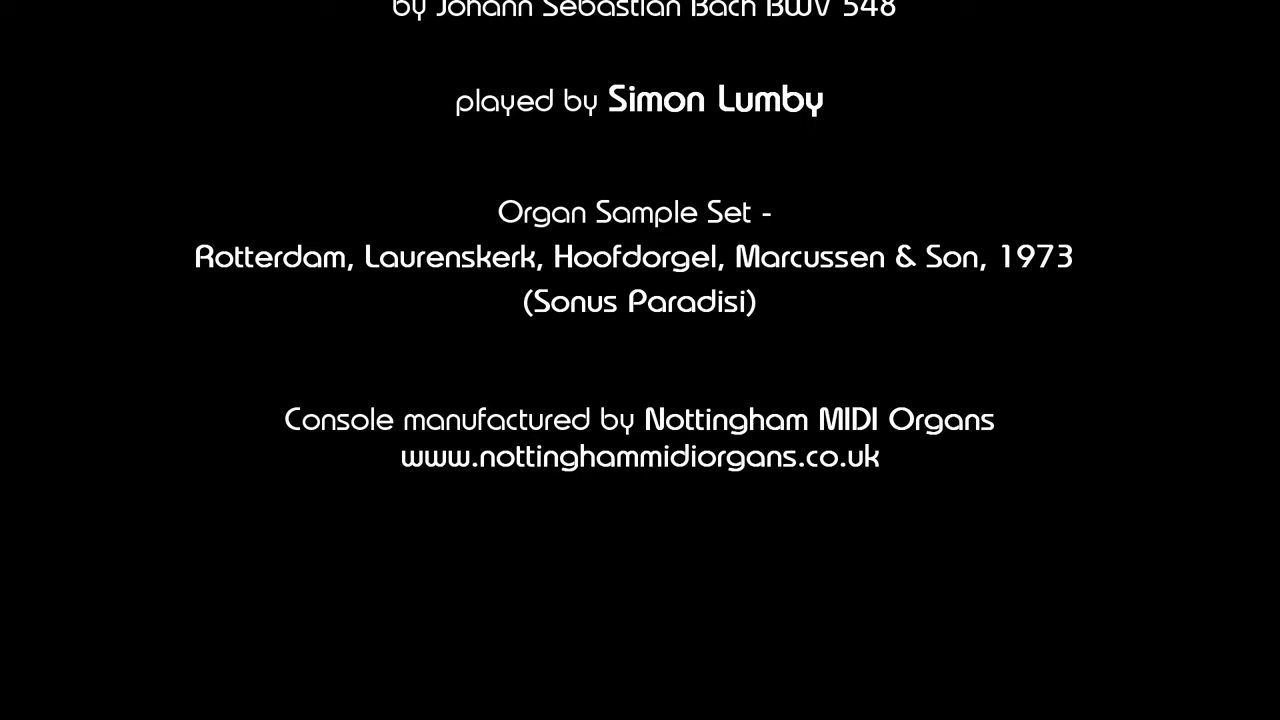 by Johann Sebastian Bach BWV 548
played by Simon Lumby
Organ Sample Set -
Rotterdam, Laurenskerk, Hoofdorgel, Marcussen & Son, 1973
(Sonus Paradisi)
Console manufactured by Nottingham MIDI Organs
www.nottinghammidiorgans.co.uk